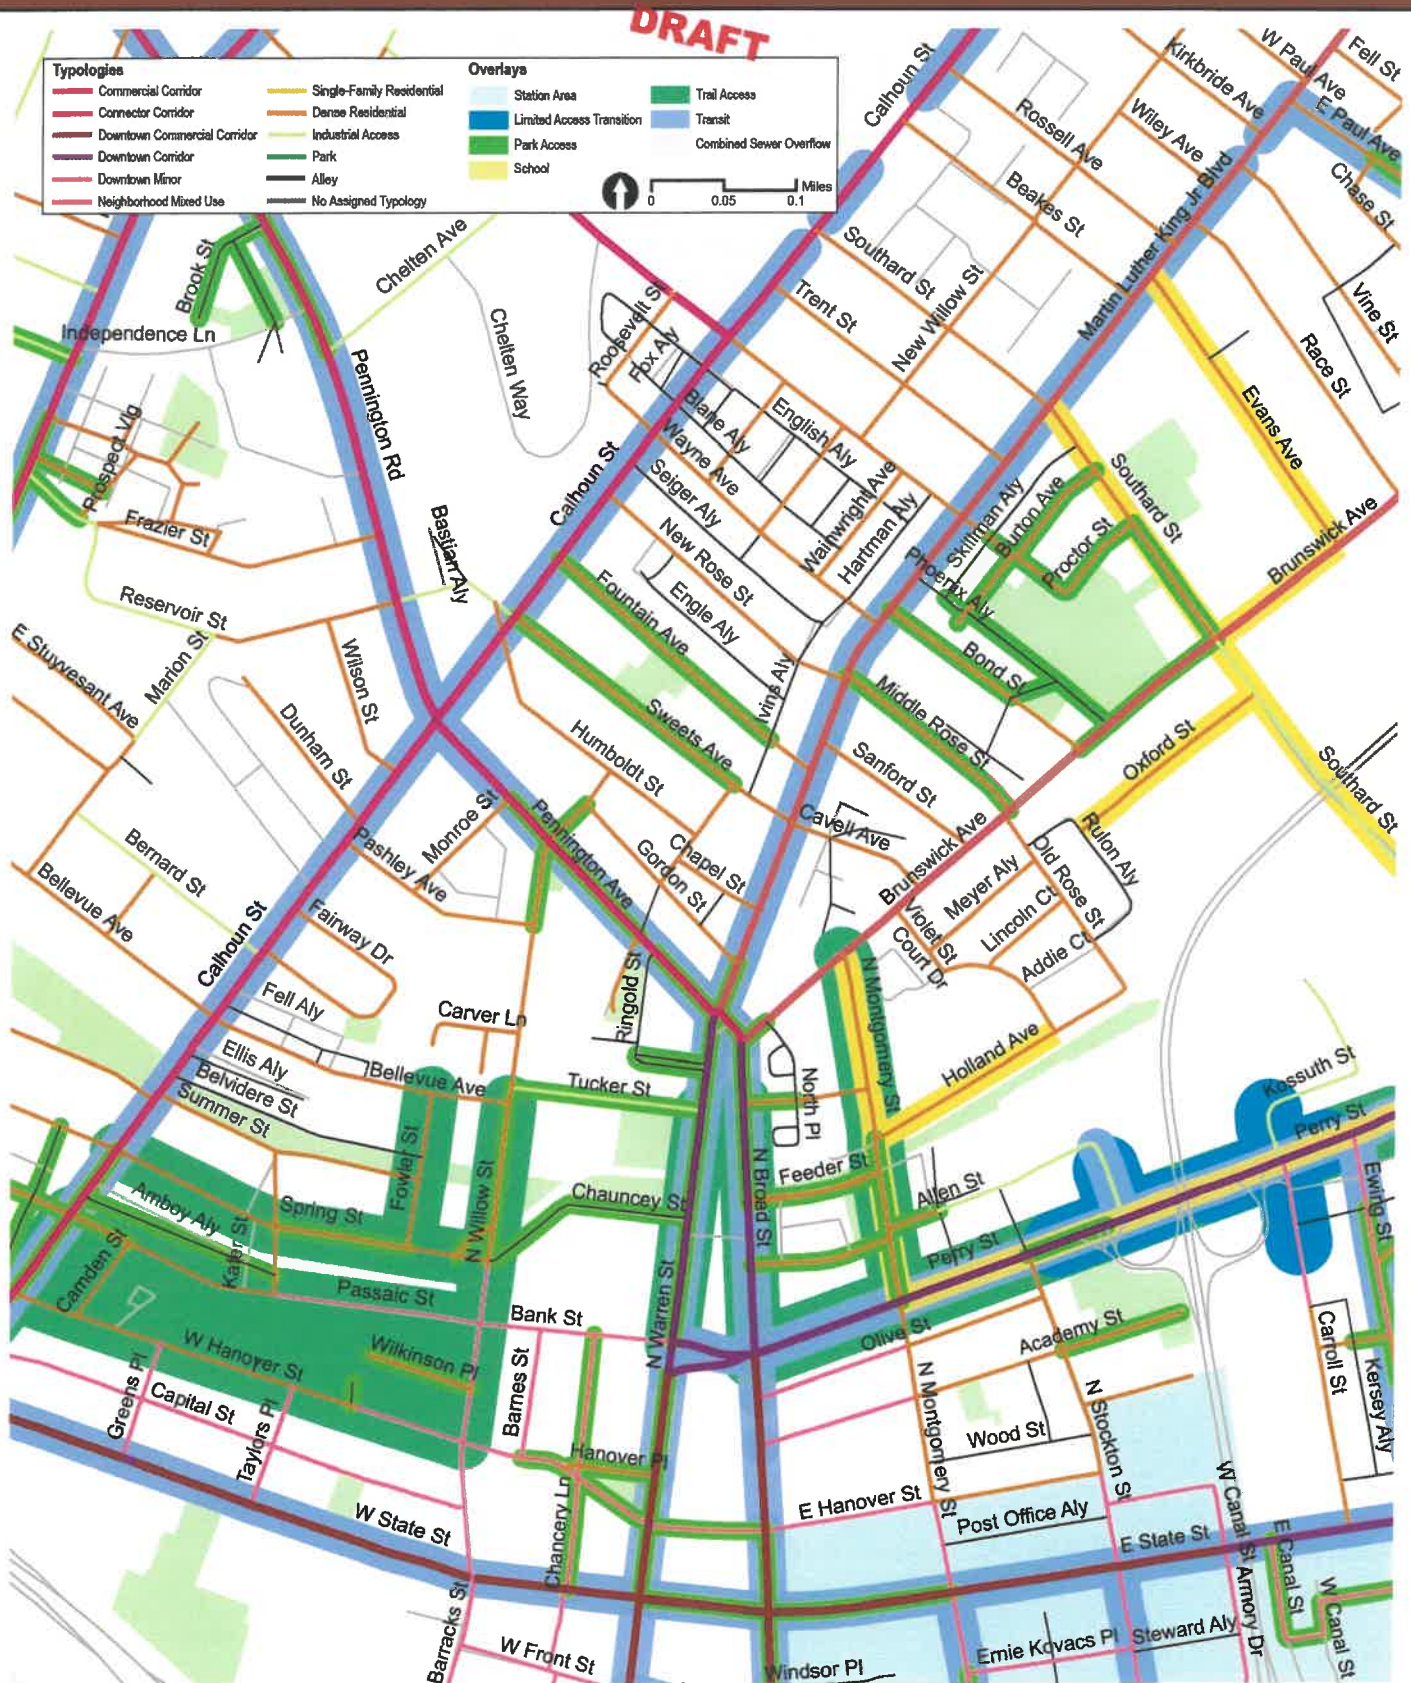 DRAFT
Typologies
Commercial Corridor
Connector Corridor
Downtown Commercial Corridor
Downtown Corridor
Downtown Minor
Neighborhood Mixed Use
Single-Family Residential
Dense Residential
Industrial Access
Park
Alley
No Assigned Typology
Overlays
Station Area
Limited Access Transition
Park Access
School
Trail Access
Transit
Combined Sewer Overflow
0
0.05
0.1
Miles
Calhoun St
Kirkbride Ave
W Paul Ave
Fell St
E Paul Ave
Rossell Ave
Wiley Ave
Chase St
Beakes St
Martin Luther King Jr Blvd
Brook St
Chelten Ave
Southard St
Vine St
Independence Ln
Chelten Way
Roosevelt St
Trent St
New Willow St
Race St
Fox Aly
Pennington Rd
Prospect Vlg
Blake Aly
English Aly
Evans Ave
Wayne Ave
Calhoun St
Seiger Aly
Wainwright Ave
Hartman Aly
Skillman Aly
Burton Ave
Southard St
Brunswick Ave
Frazier St
Bastian Aly
New Rose St
Proctor St
Phoenix Aly
Reservoir St
Fountain Ave
Engle Aly
E Stuyvesant Ave
Marion St
Wilson St
Ivins Aly
Bond St
Dunham St
Sweets Ave
Middle Rose St
Oxford St
Humboldt St
Sanford St
Southard St
Monroe St
Pennington Ave
Cavell Ave
Bernard St
Pashley Ave
Chapel St
Gordon St
Brunswick Ave
Meyer Aly
Old Rose St
Rulon Aly
Bellevue Ave
Calhoun St
Fairway Dr
Violet St
Lincoln Ct
Court Dr
Addie Ct
Fell Aly
Carver Ln
Ringold St
N Montgomery St
Holland Ave
Ellis Aly
Belvidere St
Bellevue Ave
Tucker St
North Pl
Kossuth St
Summer St
Perry St
Fowler St
N Willow St
N Broad St
Feeder St
Ewing St
Amboy Aly
Spring St
Chauncey St
Allen St
Camden St
Kafer St
Perry St
Passaic St
N Warren St
Bank St
Olive St
Academy St
Carroll St
W Hanover St
Wilkinson Pl
Barnes St
Greens Pl
Capital St
Taylors Pl
N Montgomery St
N Stockton St
Kersey Aly
Wood St
Hanover Pl
W State St
Chancery Ln
E Hanover St
Post Office Aly
W Canal St
E State St
E Canal St
Barracks St
Armory Dr
W Canal St
W Front St
Ernie Kovacs Pl
Steward Aly
Windsor Pl